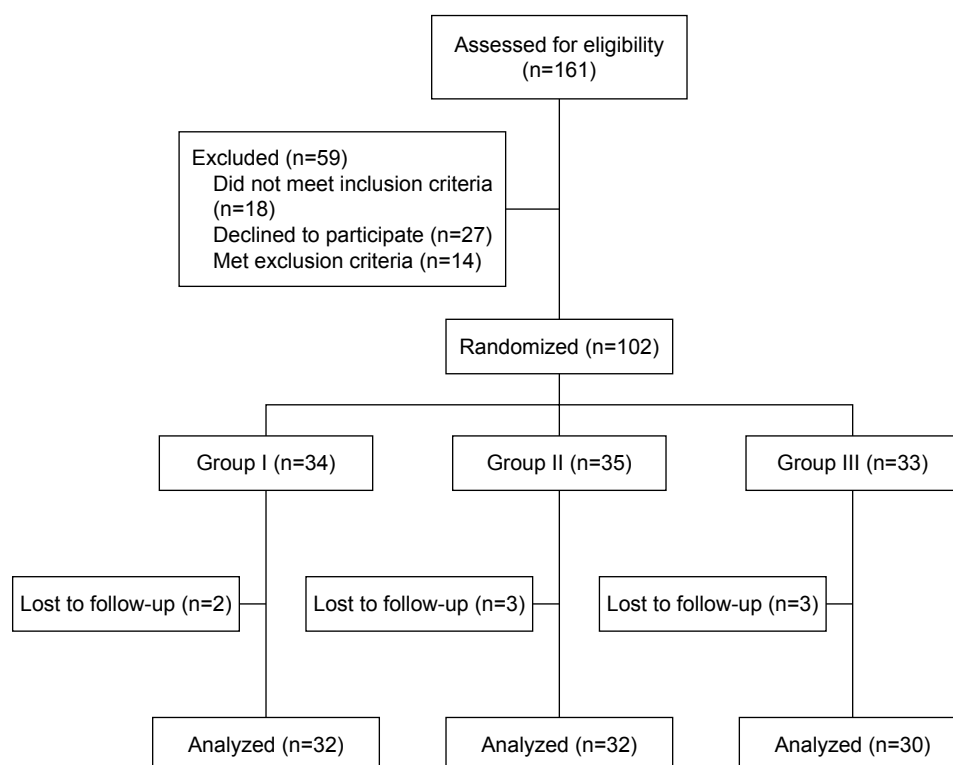 Assessed for eligibility
(n=161)
Excluded (n=59)
Did not meet inclusion criteria
(n=18)
Declined to participate (n=27)
Met exclusion criteria (n=14)
Randomized (n=102)
Group I (n=34)
Group II (n=35)
Group III (n=33)
Lost to follow-up (n=2)
Lost to follow-up (n=3)
Lost to follow-up (n=3)
Analyzed (n=32)
Analyzed (n=32)
Analyzed (n=30)